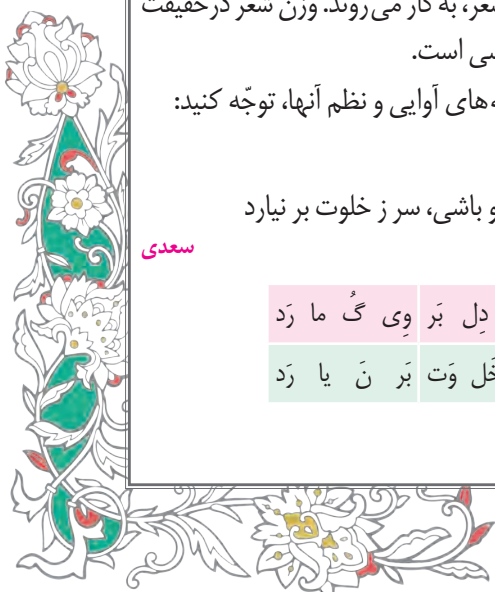 شعر، به کار می‌روند. وزن شعر در حقیقت
سی است.
‌های آوایی و نظم آنها، توجّه کنید:
و باشی، سر ز خلوت بر نیارد
سعدی
دِل بَر وِی گُ ما رَد
خَل وَت بَر نَ یا رَد